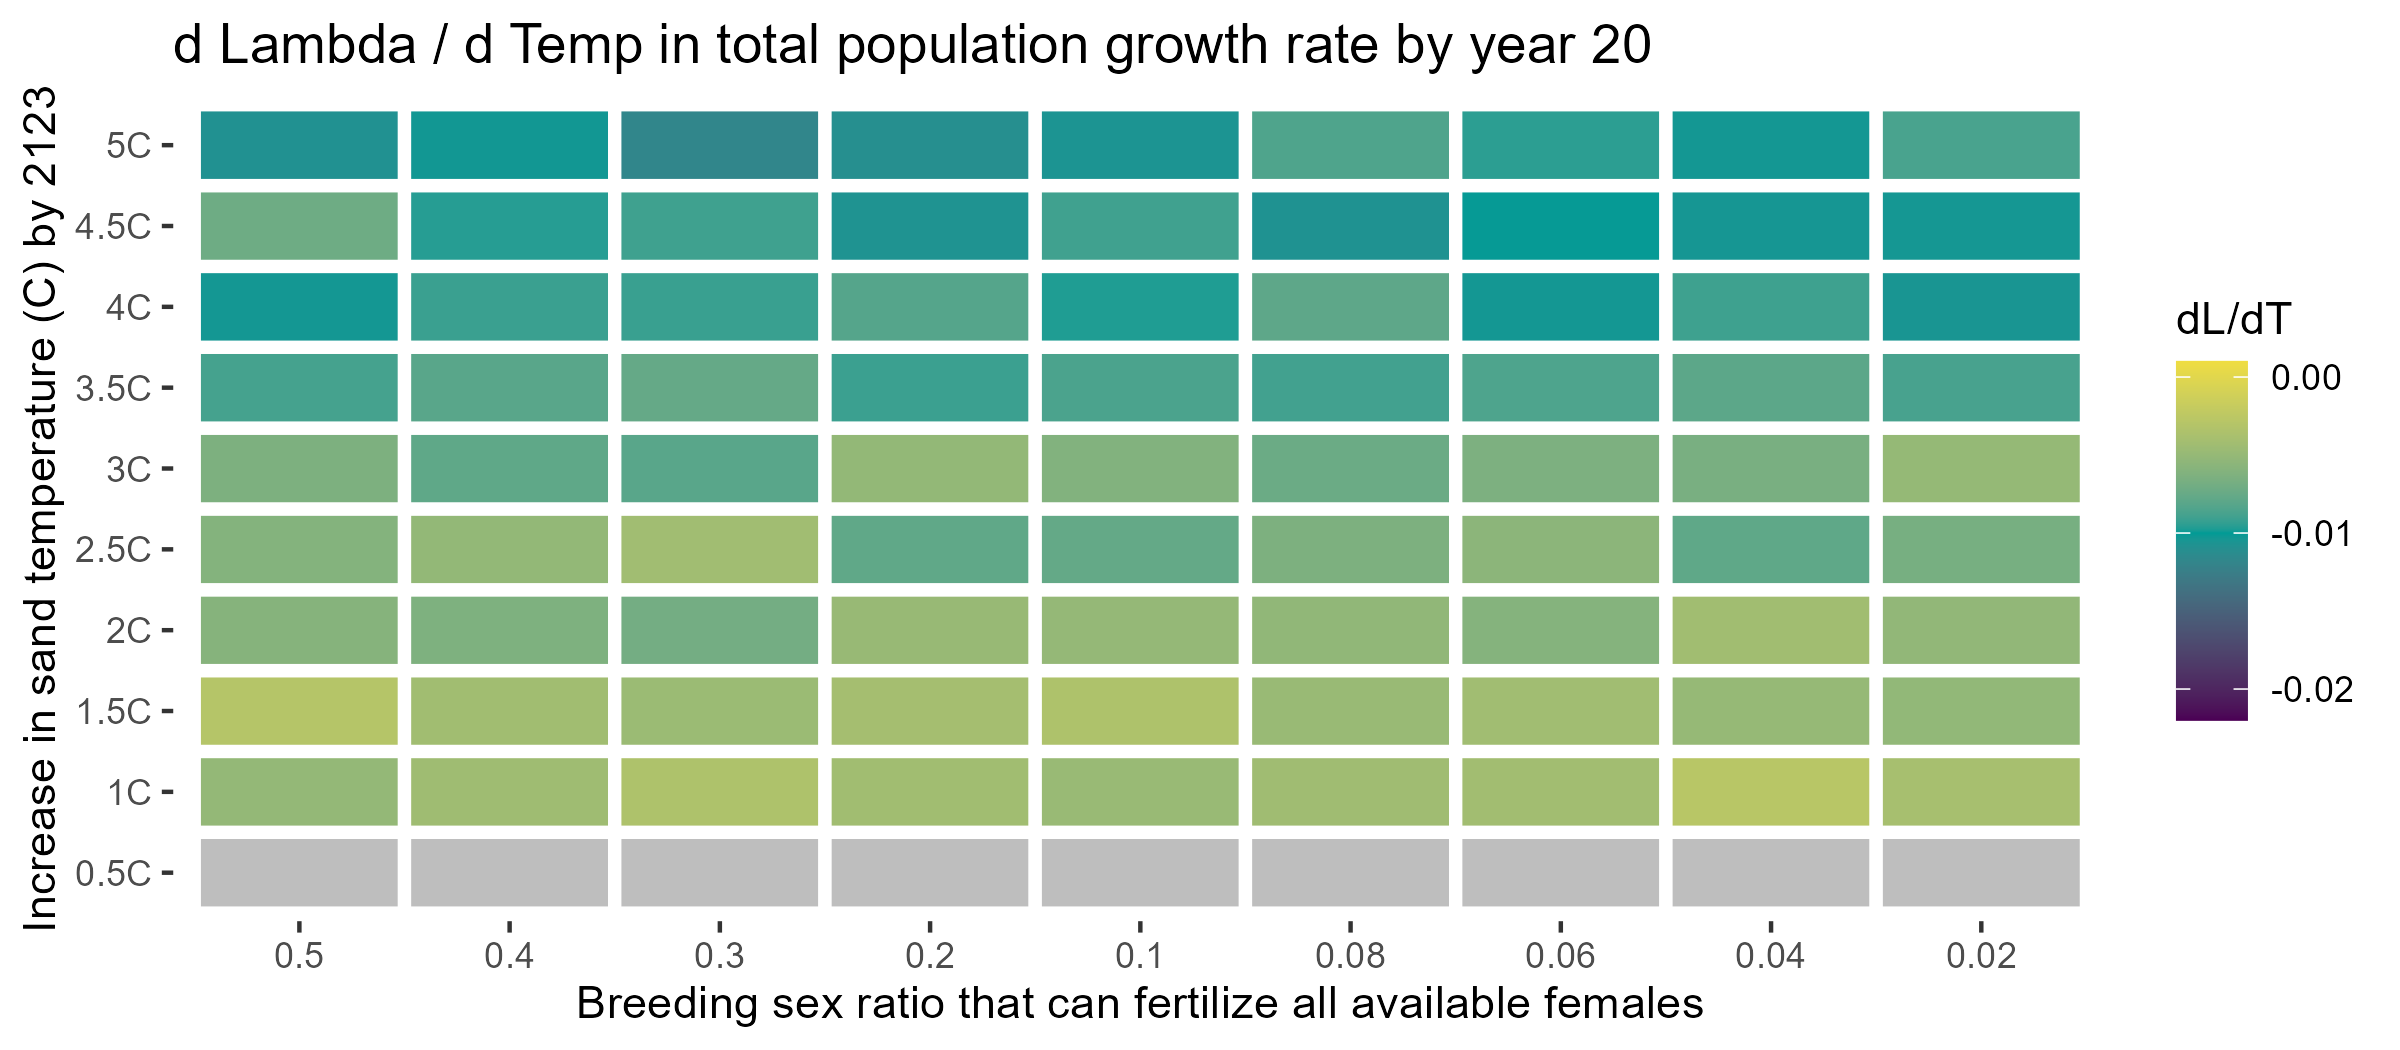 d Lambda / d Temp in total population growth rate by year 20
Increase in sand temperature (C) by 2123
5C
4.5C
4C
3.5C
3C
2.5C
2C
1.5C
1C
0.5C
0.5 0.4 0.3 0.2 0.1 0.08 0.06 0.04 0.02
Breeding sex ratio that can fertilize all available females
dL/dT
0.00
-0.01
-0.02